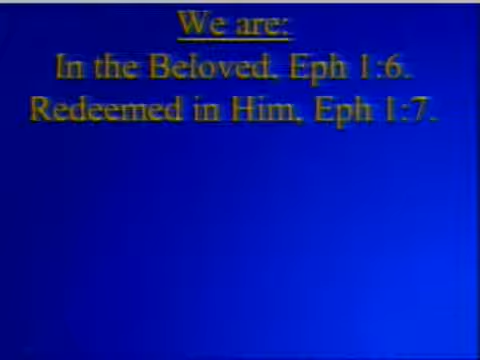 We are:
In the Beloved, Eph 1:6.
Redeemed in Him, Eph 1:7.